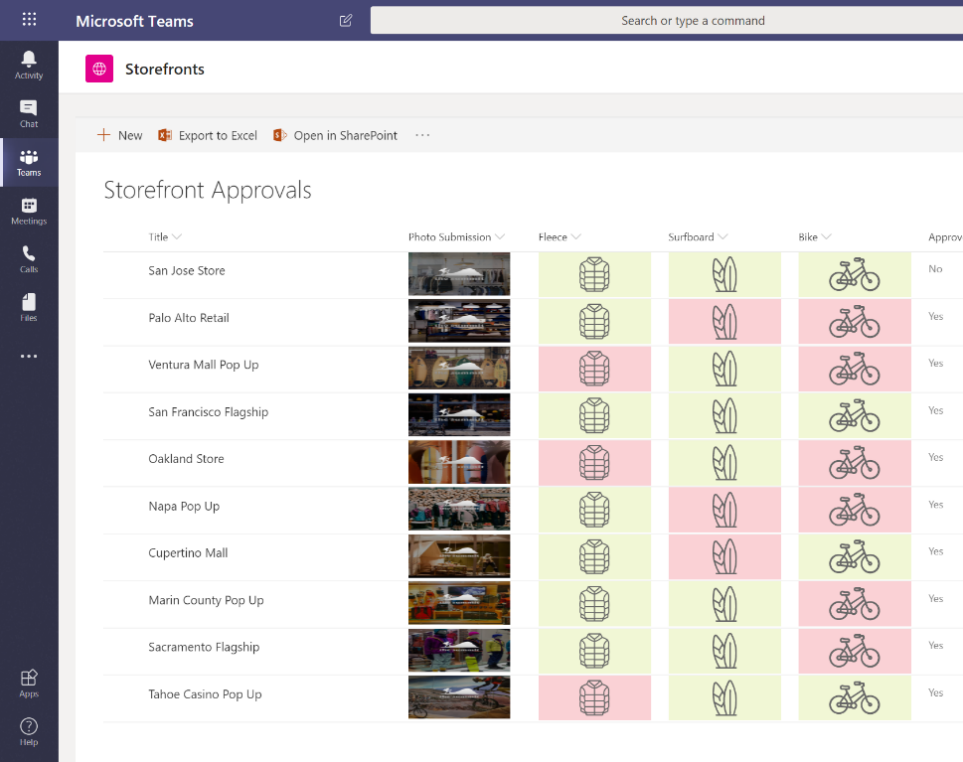 Microsoft Teams
Search or type a command
Activity
Chat
Teams
Meetings
Calls
Files
Apps
Help
Storefronts
New
Export to Excel
Open in SharePoint
Storefront Approvals
Title Photo Submission Fleece Surfboard Bike Approv
San Jose Store No
Palo Alto Retail Yes
Ventura Mall Pop Up Yes
San Francisco Flagship Yes
Oakland Store Yes
Napa Pop Up Yes
Cupertino Mall Yes
Marin County Pop Up Yes
Sacramento Flagship Yes
Tahoe Casino Pop Up Yes